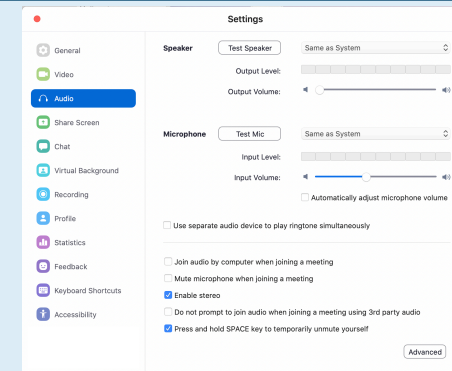 Settings
General
Video
Audio
Share Screen
Chat
Virtual Background
Recording
Profile
Statistics
Feedback
Keyboard Shortcuts
Accessibility
Speaker Test Speaker Same as System
Output Level:
Output Volume:
Microphone Test Mic Same as System
Input Level:
Input Volume:
Automatically adjust microphone volume
Use separate audio device to play ringtone simultaneously
Join audio by computer when joining a meeting
Mute microphone when joining a meeting
Enable stereo
Do not prompt to join audio when joining a meeting using 3rd party audio
Press and hold SPACE key to temporarily unmute yourself
Advanced